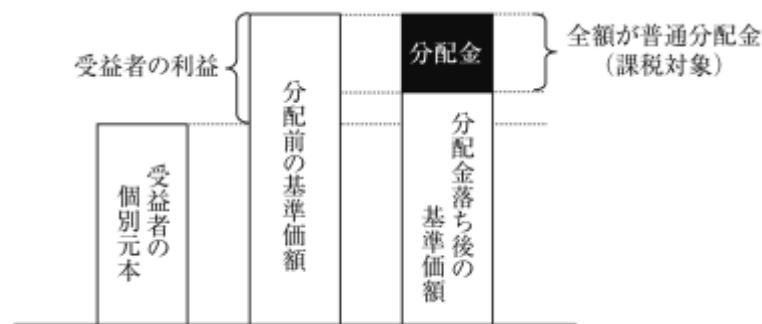 受益者の利益
分配金
全額が普通分配金
（課税対象）
受益者の
個別元本
分配前の基準価額
分配金落ち後の
基準価額